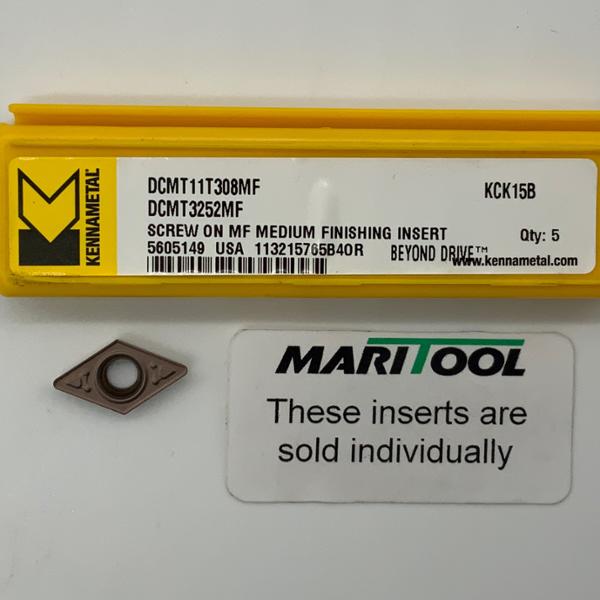 KENNAMETAL
DCMT11T308MF
KCK15B
DCMT3252MF
SCREW ON MF MEDIUM FINISHING INSERT
Qty: 5
5605149 USA 113215765B40R BEYOND DRIVE™
www.kennametal.com
MARITOOL
These inserts are
sold individually